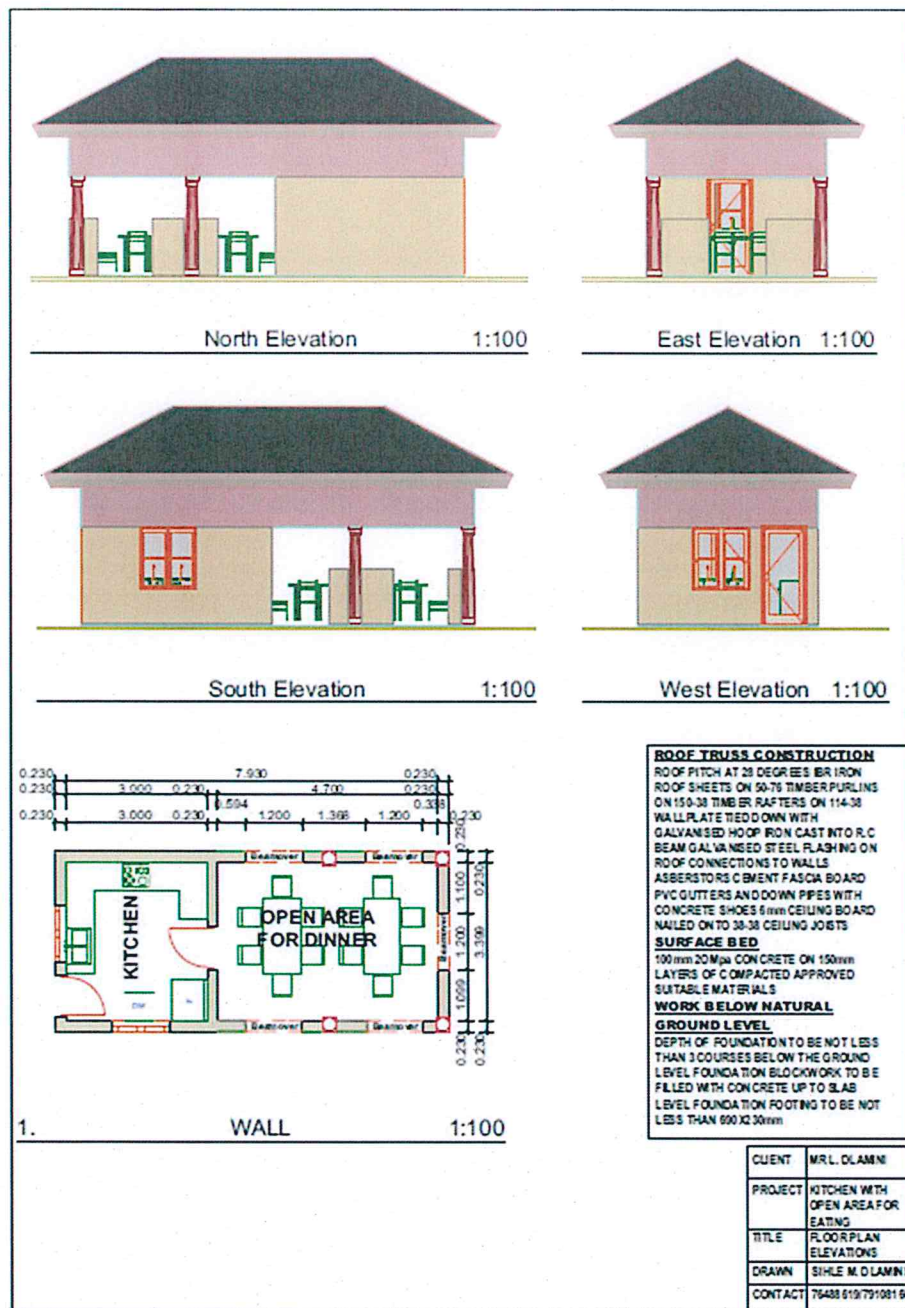 North Elevation 1:100
East Elevation 1:100
South Elevation 1:100
West Elevation 1:100
0.230 7.930 0.230
0.230 3.000 0.230 4.700 0.230
0.594 0.338
0.230 3.000 0.230 1.200 1.368 1.200 0.230
0.230
Beamover Beamover
1.100 0.230
KITCHEN
OPEN AREA
FOR DINNER
Beamover
1.200 3.399
1.099
DW
Beamover Beamover
0.230 0.230
1. WALL 1:100
ROOF TRUSS CONSTRUCTION
ROOF PITCH AT 28 DEGREES IBR IRON
ROOF SHEETS ON 50-76 TIMBER PURLINS
ON 150-38 TIMBER RAFTERS ON 114-38
WALLPLATE TIED DOWN WITH
GALVANISED HOOP IRON CAST INTO R.C
BEAM GALVANISED STEEL FLASHING ON
ROOF CONNECTIONS TO WALLS
ASBERSTORS CEMENT FASCIA BOARD
PVC GUTTERS AND DOWN PIPES WITH
CONCRETE SHOES 6mm CEILING BOARD
NAILED ON TO 38-38 CEILING JOISTS
SURFACE BED
100mm 20Mpa CONCRETE ON 150mm
LAYERS OF COMPACTED APPROVED
SUITABLE MATERIALS
WORK BELOW NATURAL
GROUND LEVEL
DEPTH OF FOUNDATION TO BE NOT LESS
THAN 3 COURSES BELOW THE GROUND
LEVEL FOUNDATION BLOCKWORK TO BE
FILLED WITH CONCRETE UP TO SLAB
LEVEL FOUNDATION FOOTING TO BE NOT
LESS THAN 690X230mm
CLIENT MR L. DLAMINI
PROJECT KITCHEN WITH
OPEN AREA FOR
EATING
TITLE FLOORPLAN
ELEVATIONS
DRAWN SIHLE M. DLAMINI
CONTACT